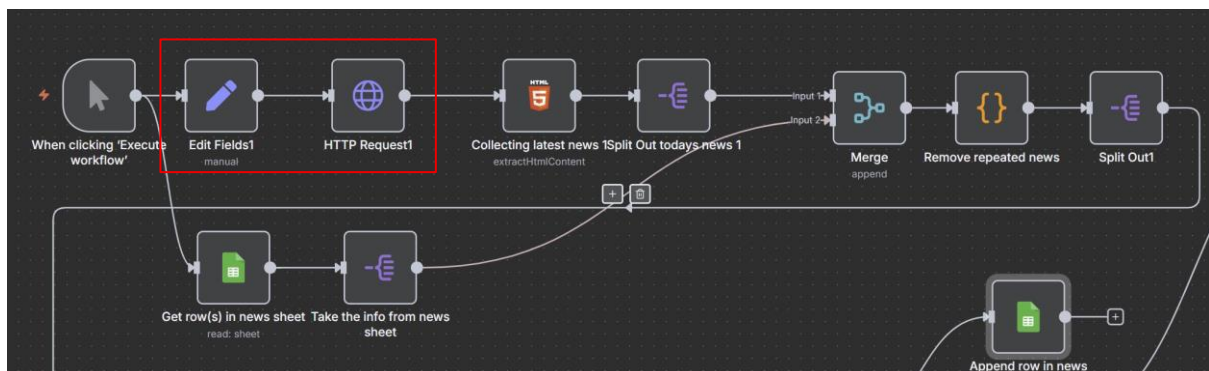 HTML
Input 1
Input 2
When clicking ‘Execute
workflow’
Edit Fields1
manual
HTTP Request1
Collecting latest news 1
extractHtmlContent
Split Out todays news 1
Merge
append
Remove repeated news
Split Out1
Get row(s) in news sheet
read: sheet
Take the info from news
sheet
Append row in news